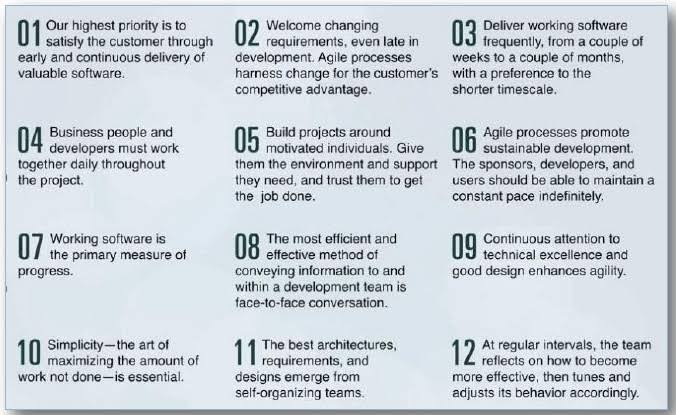 01 Our highest priority is to
satisfy the customer through
early and continuous delivery of
valuable software.
02 Welcome changing
requirements, even late in
development. Agile processes
harness change for the customer's
competitive advantage.
03 Deliver working software
frequently, from a couple of
weeks to a couple of months,
with a preference to the
shorter timescale.
04 Business people and
developers must work
together daily throughout
the project.
05 Build projects around
motivated individuals. Give
them the environment and support
they need, and trust them to get
the job done.
06 Agile processes promote
sustainable development.
The sponsors, developers, and
users should be able to maintain a
constant pace indefinitely.
07 Working software is
the primary measure of
progress.
08 The most efficient and
effective method of
conveying information to and
within a development team is
face-to-face conversation.
09 Continuous attention to
technical excellence and
good design enhances agility.
10 Simplicity—the art of
maximizing the amount of
work not done—is essential.
11 The best architectures,
requirements, and
designs emerge from
self-organizing teams.
12 At regular intervals, the team
reflects on how to become
more effective, then tunes and
adjusts its behavior accordingly.